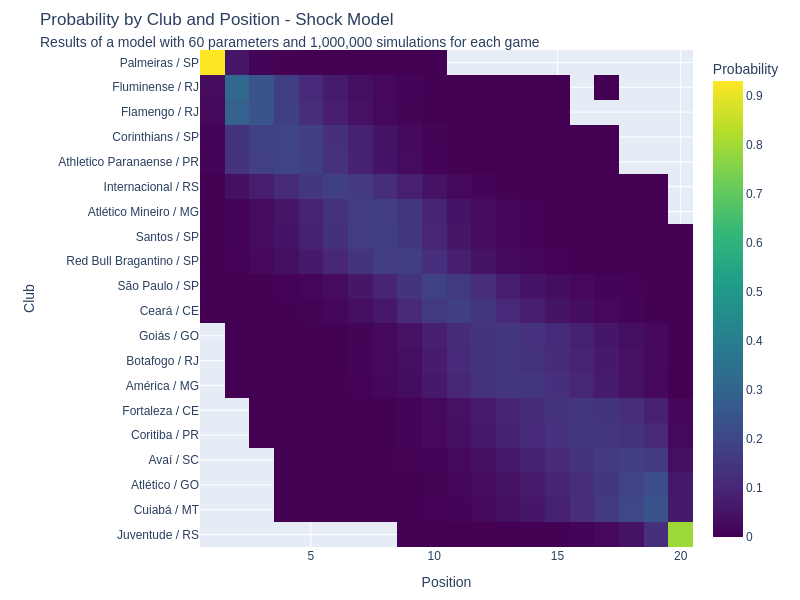 Probability by Club and Position - Shock Model
Results of a model with 60 parameters and 1,000,000 simulations for each game
Probability
Palmeiras / SP
Fluminense / RJ
Flamengo / RJ
Corinthians / SP
Athletico Paranaense / PR
Internacional / RS
Atlético Mineiro / MG
Santos / SP
Red Bull Bragantino / SP
São Paulo / SP
Ceará / CE
Goiás / GO
Botafogo / RJ
América / MG
Fortaleza / CE
Coritiba / PR
Avaí / SC
Atlético / GO
Cuiabá / MT
Juventude / RS
Club
5
10
15
20
Position
0.9
0.8
0.7
0.6
0.5
0.4
0.3
0.2
0.1
0